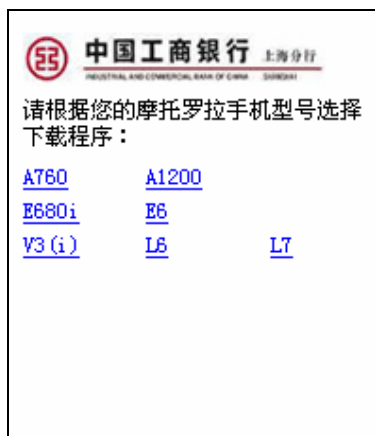 中国工商银行 上海分行
INDUSTRIAL AND COMMERCIAL BANK OF CHINA SHANGHAI
请根据您的摩托罗拉手机型号选择
下载程序：
A760 A1200
E680i E6
V3(i) L6 L7